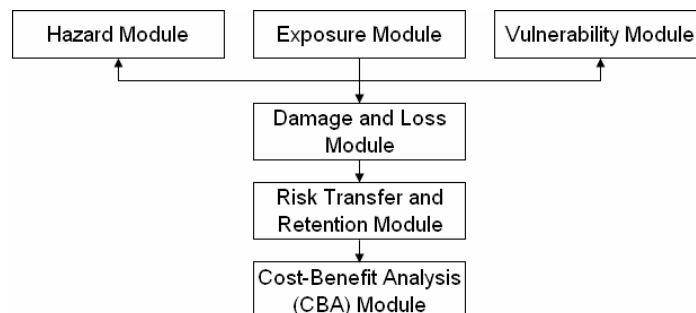 Hazard Module
Exposure Module
Vulnerability Module
Damage and Loss
Module
Risk Transfer and
Retention Module
Cost-Benefit Analysis
(CBA) Module